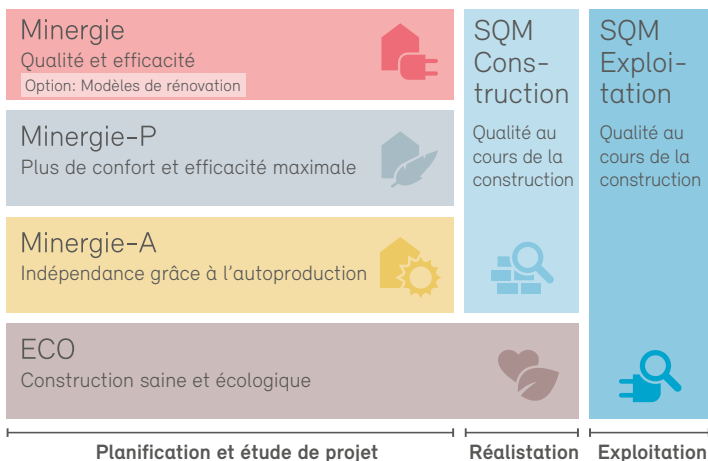 Minergie
Qualité et efficacité
Option: Modèles de rénovation
Minergie-P
Plus de confort et efficacité maximale
Minergie-A
Indépendance grâce à l'autoproduction
ECO
Construction saine et écologique
SQM
Cons-
truction
Qualité au
cours de la
construction
SQM
Exploi-
tation
Qualité au
cours de la
construction
Planification et étude de projet
Réalistation
Exploitation